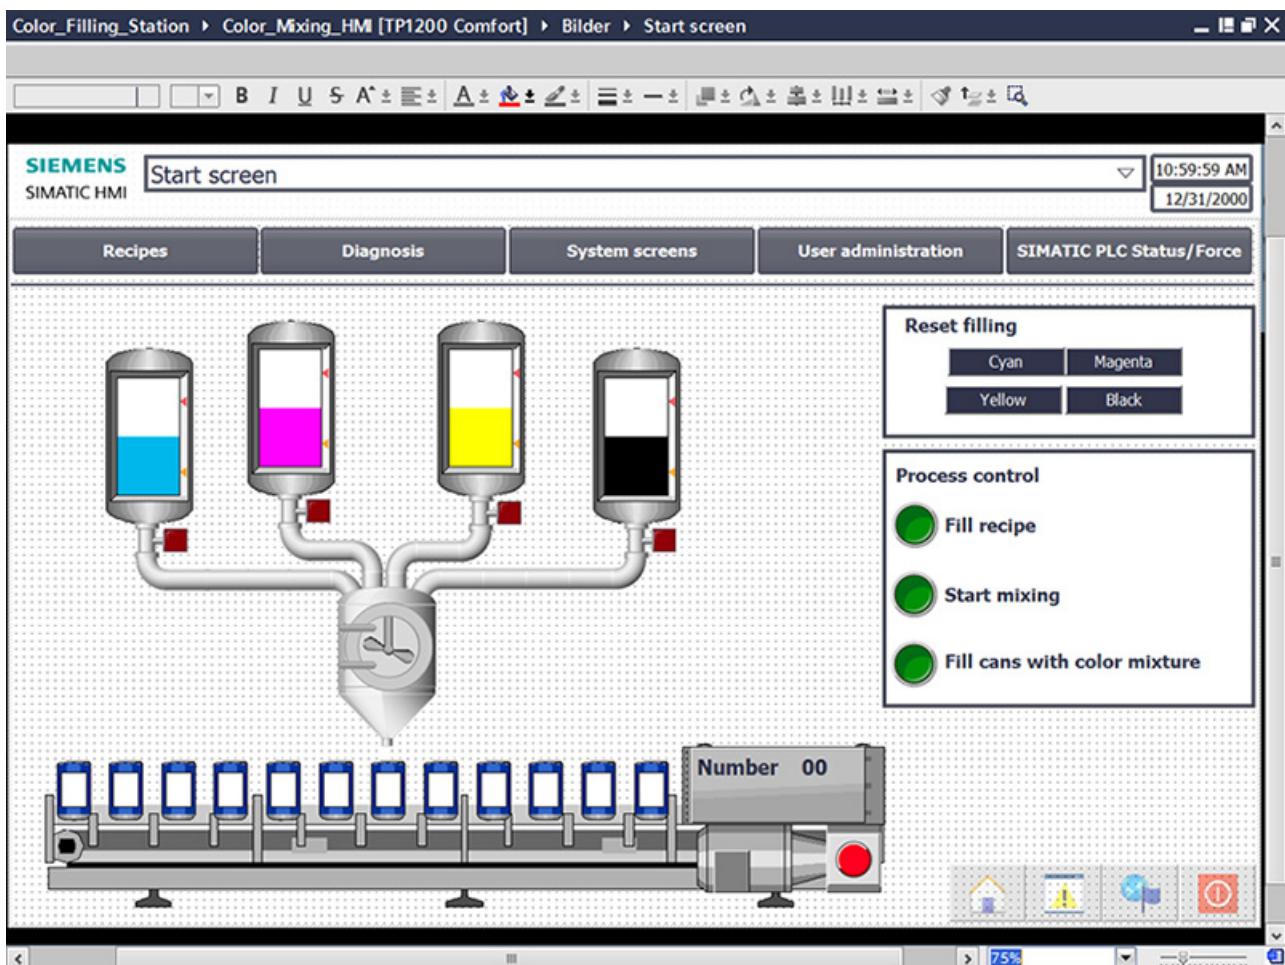 Color_Filling_Station ▸ Color_Mixing_HMI [TP1200 Comfort] ▸ Bilder ▸ Start screen
B I U S A A
SIEMENS
SIMATIC HMI
Start screen
10:59:59 AM
12/31/2000
Recipes Diagnosis System screens User administration SIMATIC PLC Status/Force
Reset filling
Cyan Magenta
Yellow Black
Process control
Fill recipe
Start mixing
Fill cans with color mixture
Number 00
75%